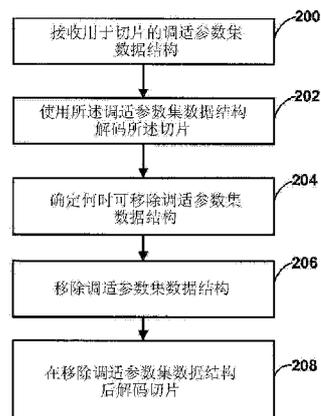 接收用于切片的调适参数集
数据结构
200
使用所述调适参数集数据结构
解码所述切片
202
确定何时可移除调适参数集
数据结构
204
移除调适参数集数据结构
206
在移除调适参数集数据结构
后解码切片
208